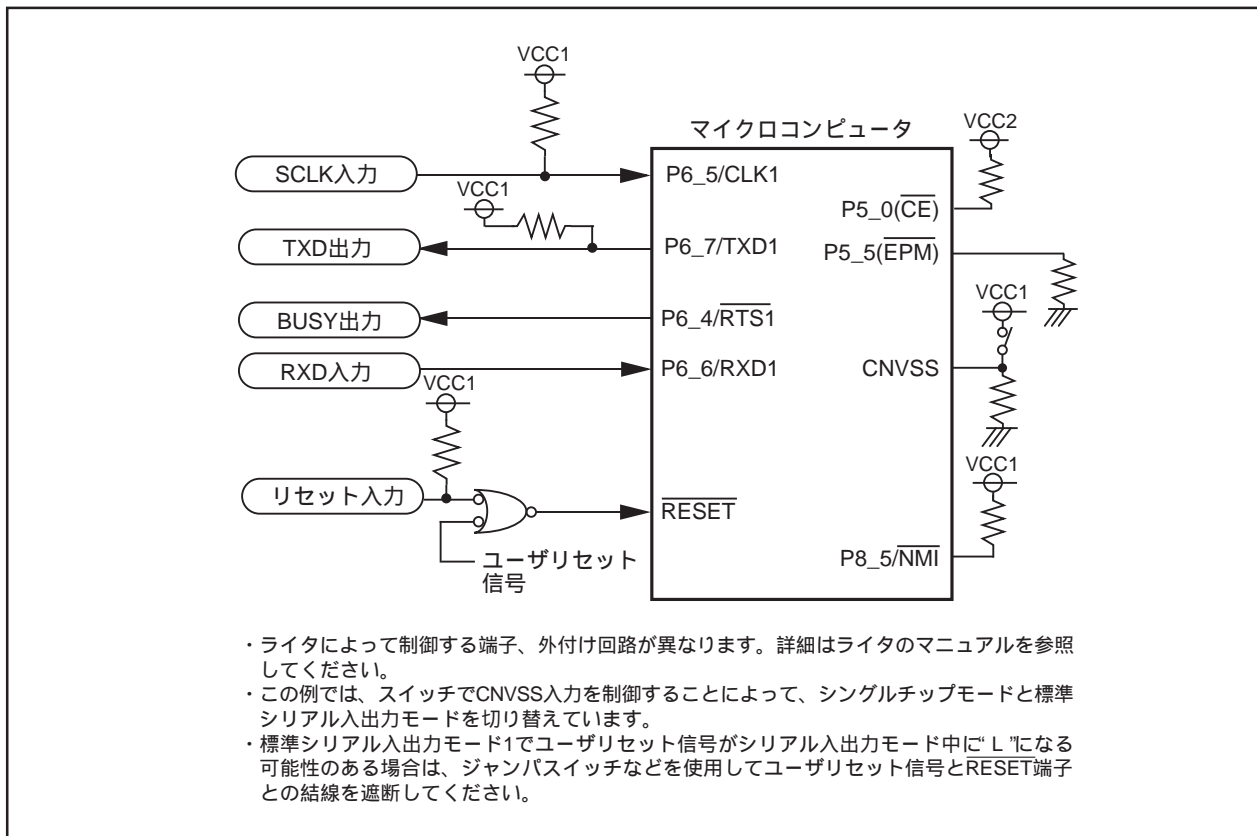 VCC1
マイクロコンピュータ
VCC2
SCLK入力
P6_5/CLK1
VCC1
P5_0(CE)
TXD出力
P6_7/TXD1
P5_5(EPM)
VCC1
BUSY出力
P6_4/RTS1
RXD入力
P6_6/RXD1
CNVSS
VCC1
VCC1
リセット入力
RESET
ユーザリセット
信号
P8_5/NMI
・ライタによって制御する端子、外付け回路が異なります。詳細はライタのマニュアルを参照
してください。
・この例では、スイッチでCNVSS入力を制御することによって、シングルチップモードと標準
シリアル入出力モードを切り替えています。
・標準シリアル入出力モード1でユーザリセット信号がシリアル入出力モード中に“ L ”になる
可能性のある場合は、ジャンパスイッチなどを使用してユーザリセット信号とRESET端子
との結線を遮断してください。